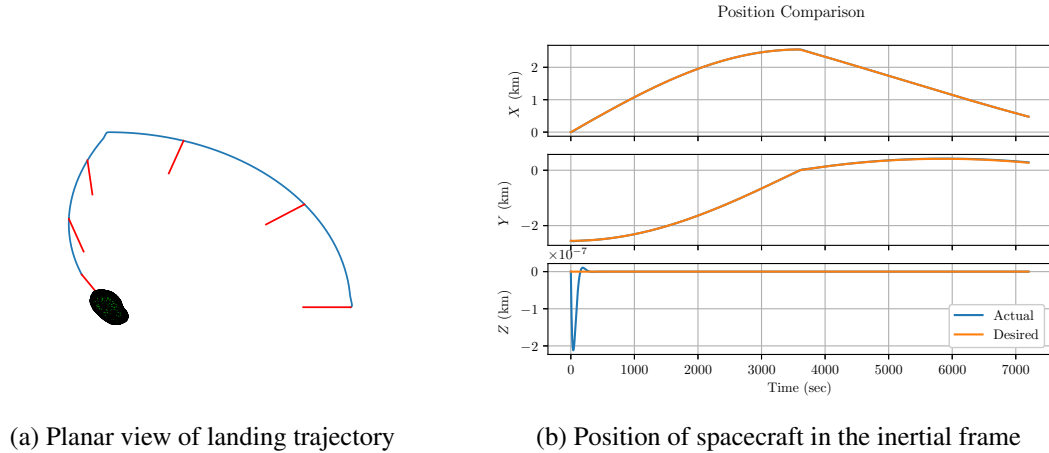 Position Comparison
2
1
0
X (km)
0
−2
Y (km)
×10⁻⁷
0
−1
−2
Z (km)
Actual
Desired
0 1000 2000 3000 4000 5000 6000 7000
Time (sec)
(a) Planar view of landing trajectory
(b) Position of spacecraft in the inertial frame